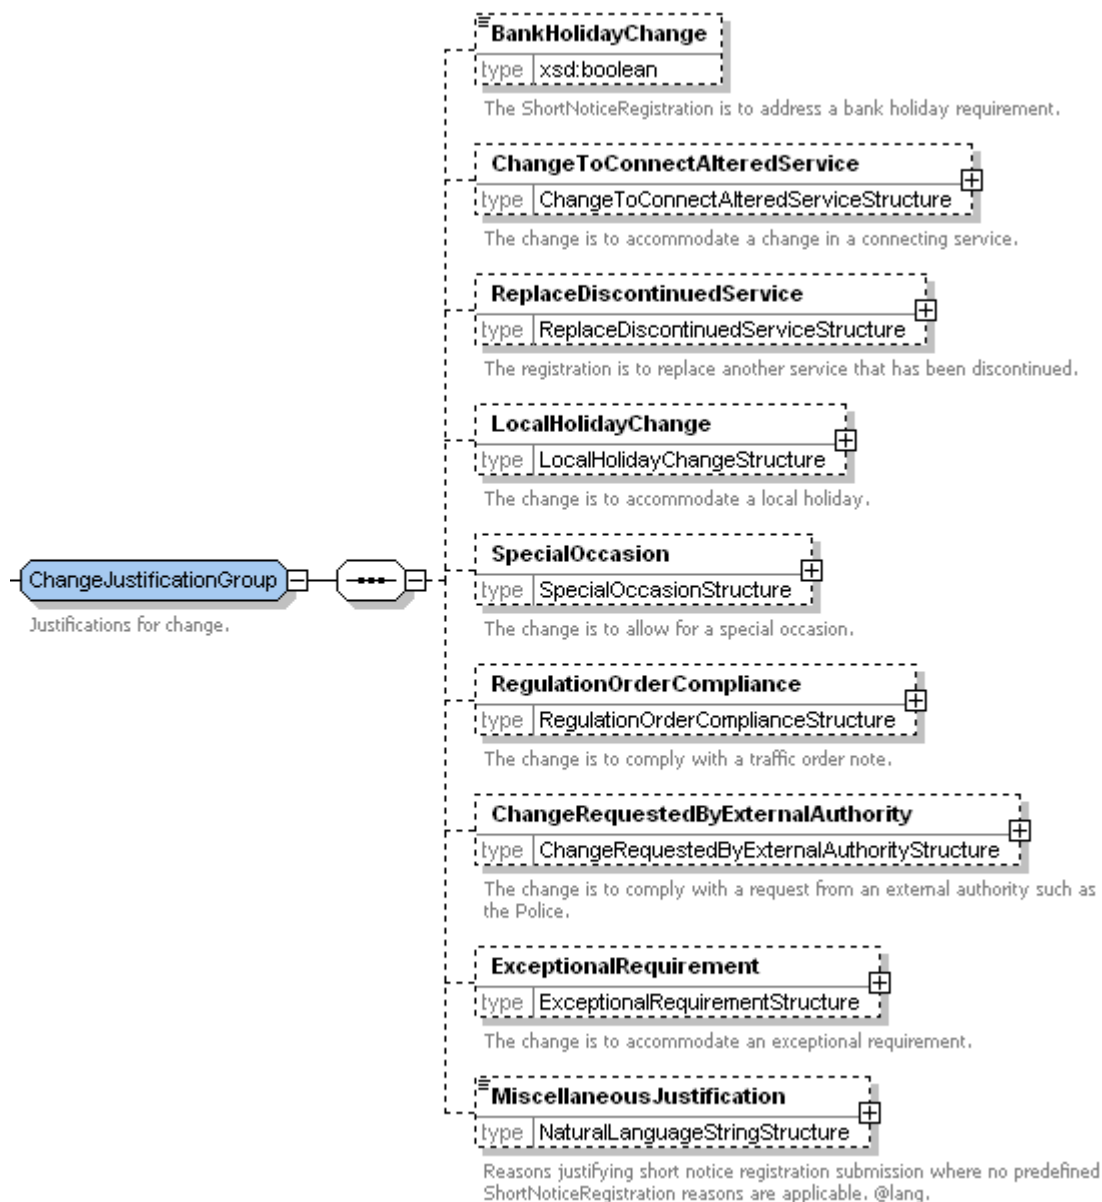 BankHolidayChange
type xsd:boolean
The ShortNoticeRegistration is to address a bank holiday requirement.
ChangeToConnectAlteredService
type ChangeToConnectAlteredServiceStructure
The change is to accommodate a change in a connecting service.
ReplaceDiscontinuedService
type ReplaceDiscontinuedServiceStructure
The registration is to replace another service that has been discontinued.
LocalHolidayChange
type LocalHolidayChangeStructure
The change is to accommodate a local holiday.
ChangeJustificationGroup
Justifications for change.
SpecialOccasion
type SpecialOccasionStructure
The change is to allow for a special occasion.
RegulationOrderCompliance
type RegulationOrderComplianceStructure
The change is to comply with a traffic order note.
ChangeRequestedByExternalAuthority
type ChangeRequestedByExternalAuthorityStructure
The change is to comply with a request from an external authority such as
the Police.
ExceptionalRequirement
type ExceptionalRequirementStructure
The change is to accommodate an exceptional requirement.
MiscellaneousJustification
type NaturalLanguageStringStructure
Reasons justifying short notice registration submission where no predefined
ShortNoticeRegistration reasons are applicable. @lang.